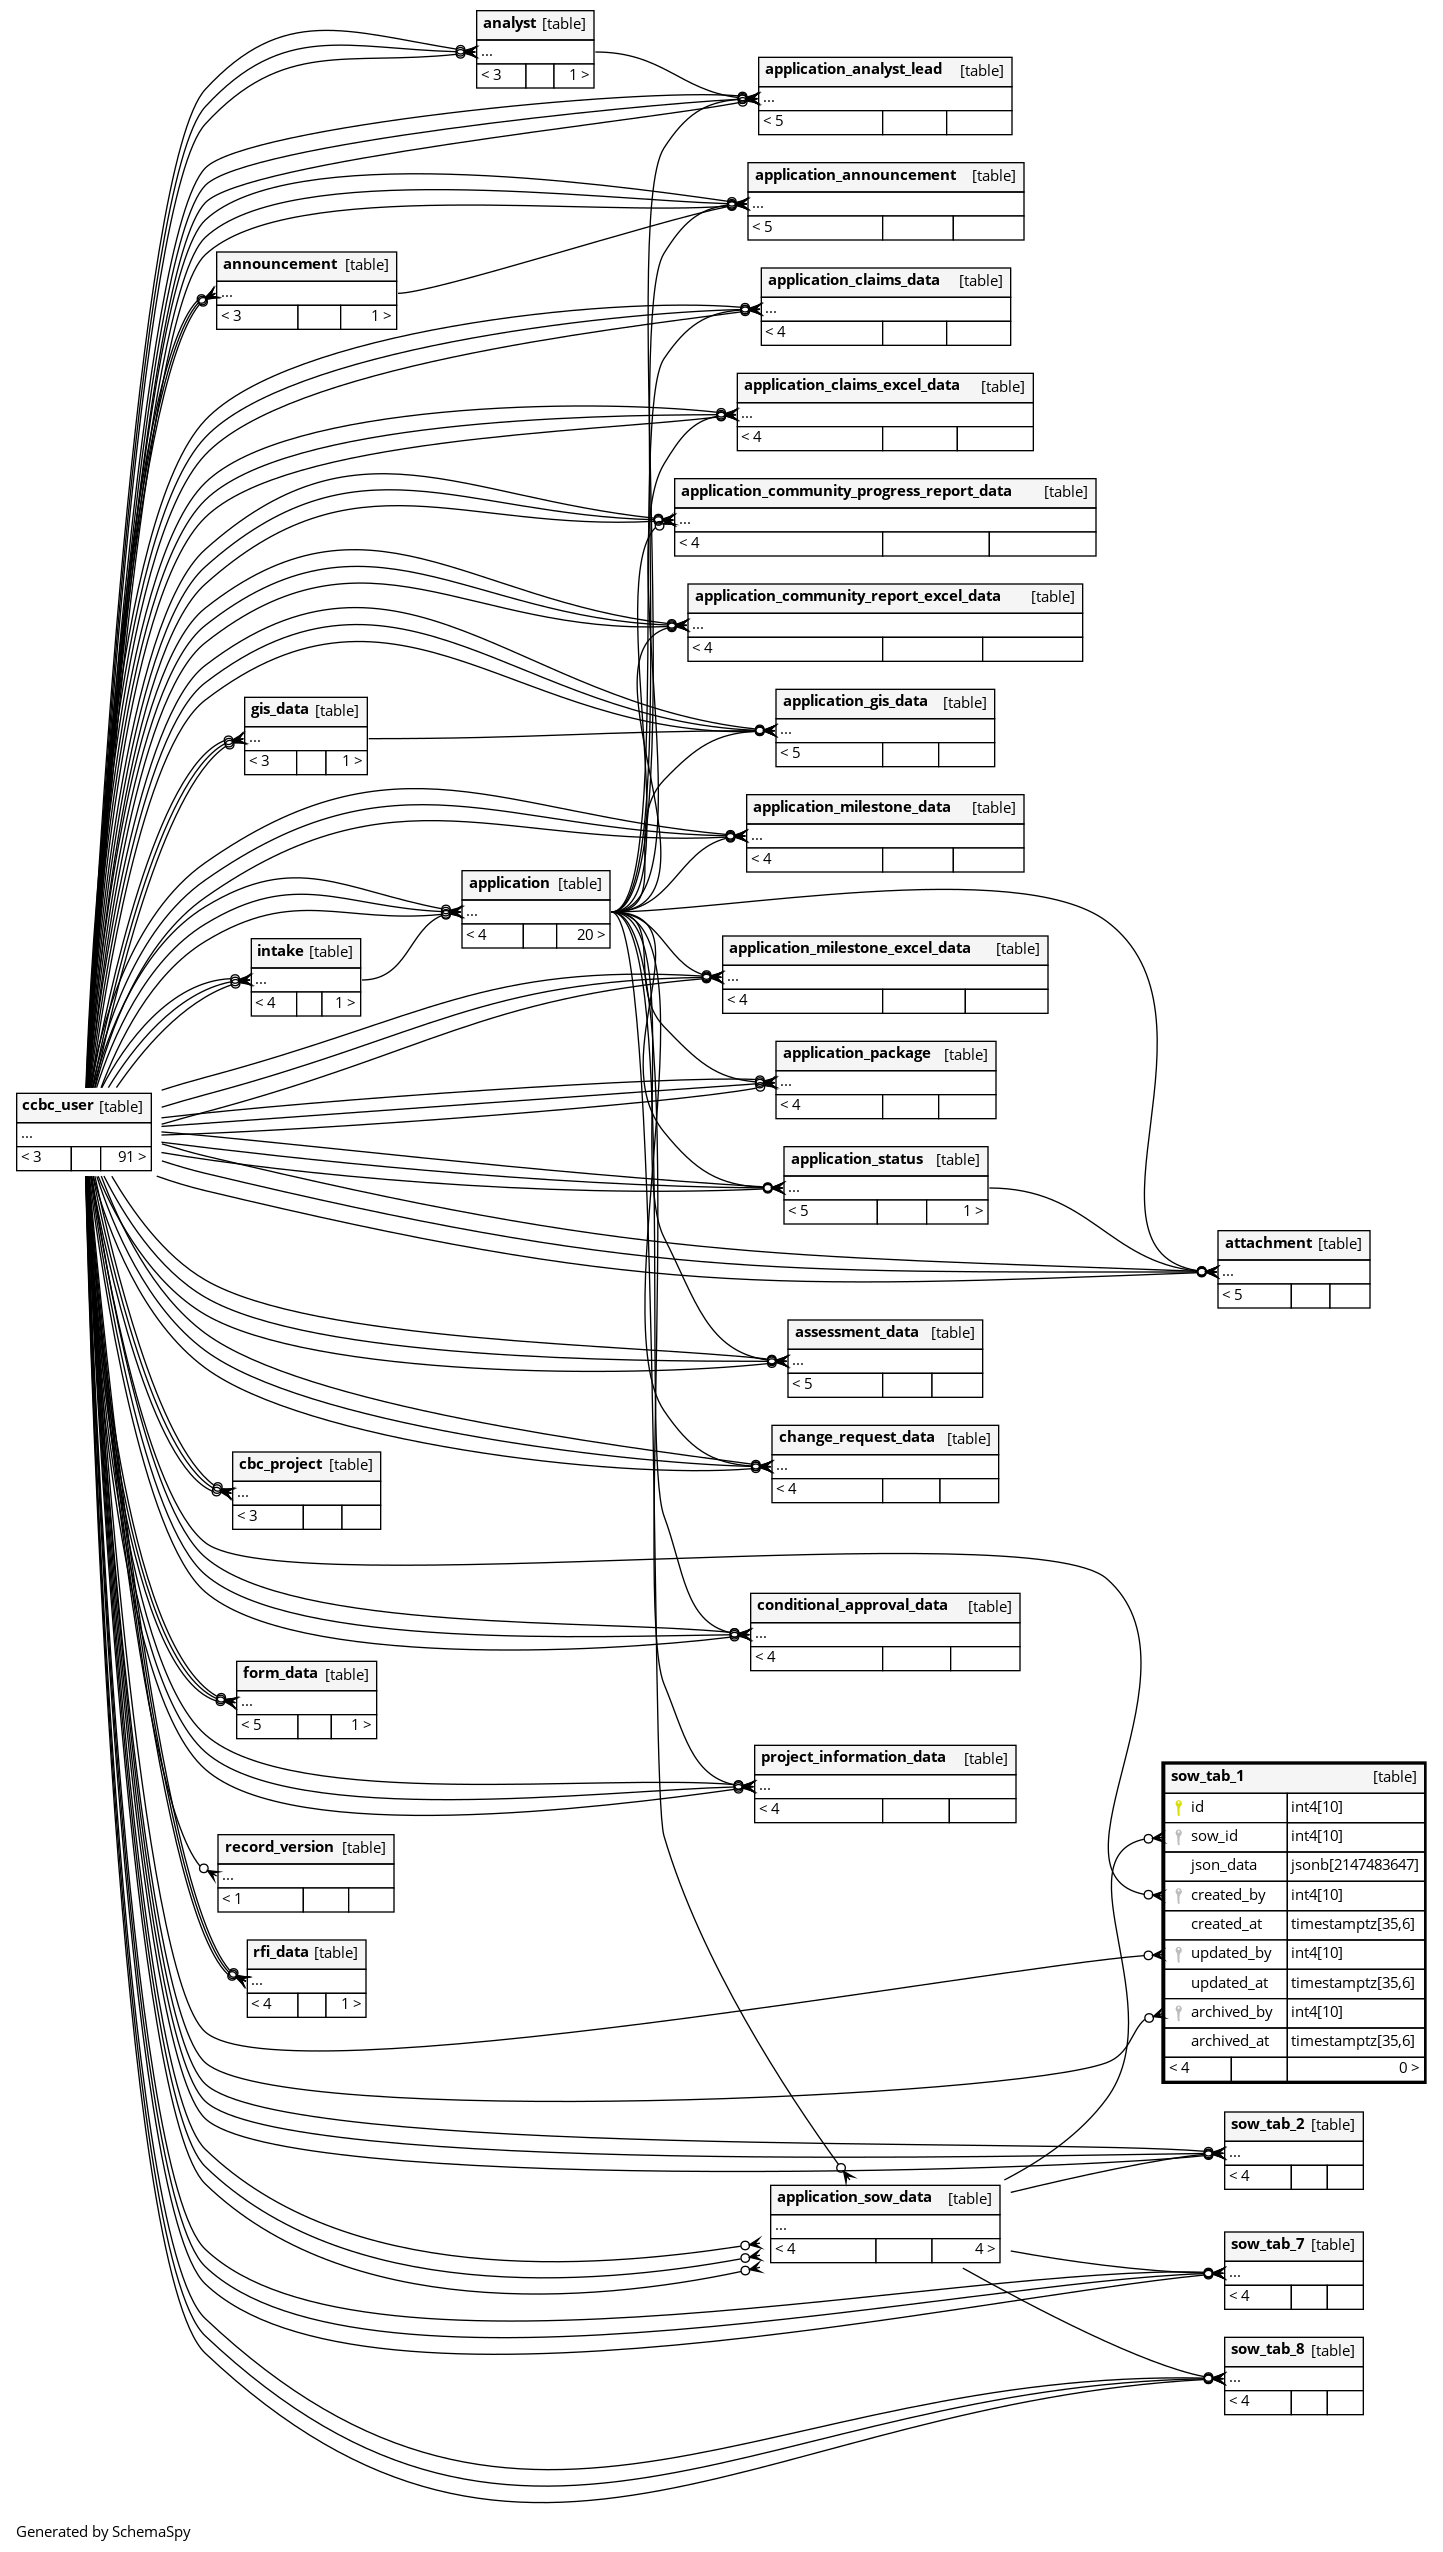 analyst [table]
...
< 3 1 >
application_analyst_lead [table]
...
< 5
application_announcement [table]
...
< 5
announcement [table]
...
< 3 1 >
application_claims_data [table]
...
< 4
application_claims_excel_data [table]
...
< 4
application_community_progress_report_data [table]
...
< 4
application_community_report_excel_data [table]
...
< 4
application_gis_data [table]
...
< 5
gis_data [table]
...
< 3 1 >
application_milestone_data [table]
...
< 4
application [table]
...
< 4 20 >
application_milestone_excel_data [table]
...
< 4
intake [table]
...
< 4 1 >
application_package [table]
...
< 4
ccbc_user [table]
...
< 3 91 >
application_status [table]
...
< 5 1 >
attachment [table]
...
< 5
assessment_data [table]
...
< 5
change_request_data [table]
...
< 4
cbc_project [table]
...
< 3
conditional_approval_data [table]
...
< 4
form_data [table]
...
< 5 1 >
project_information_data [table]
...
< 4
sow_tab_1 [table]
id int4[10]
sow_id int4[10]
json_data jsonb[2147483647]
created_by int4[10]
created_at timestamptz[35,6]
updated_by int4[10]
updated_at timestamptz[35,6]
archived_by int4[10]
archived_at timestamptz[35,6]
< 4 0 >
record_version [table]
...
< 1
rfi_data [table]
...
< 4 1 >
sow_tab_2 [table]
...
< 4
application_sow_data [table]
...
< 4 4 >
sow_tab_7 [table]
...
< 4
sow_tab_8 [table]
...
< 4
Generated by SchemaSpy